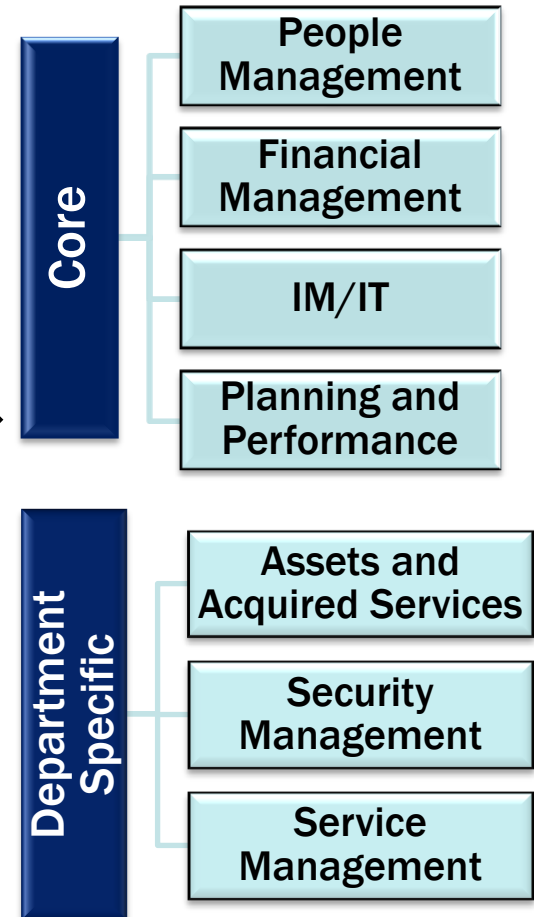 Core
People
Management
Financial
Management
IM/IT
Planning and
Performance
Department
Specific
Assets and
Acquired Services
Security
Management
Service
Management